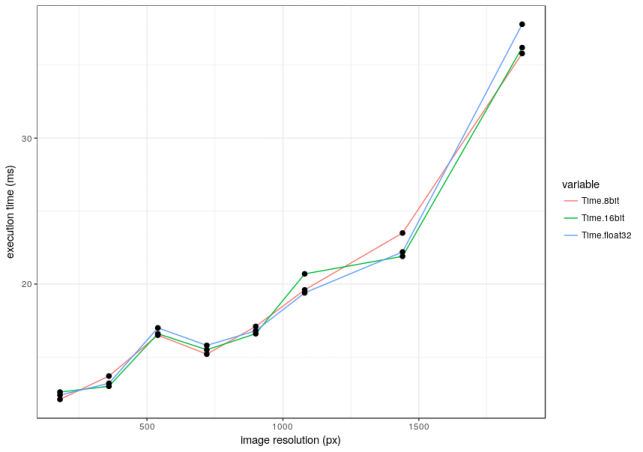 execution time (ms)
30
20
500
1000
1500
image resolution (px)
variable
Time.8bit
Time.16bit
Time.float32